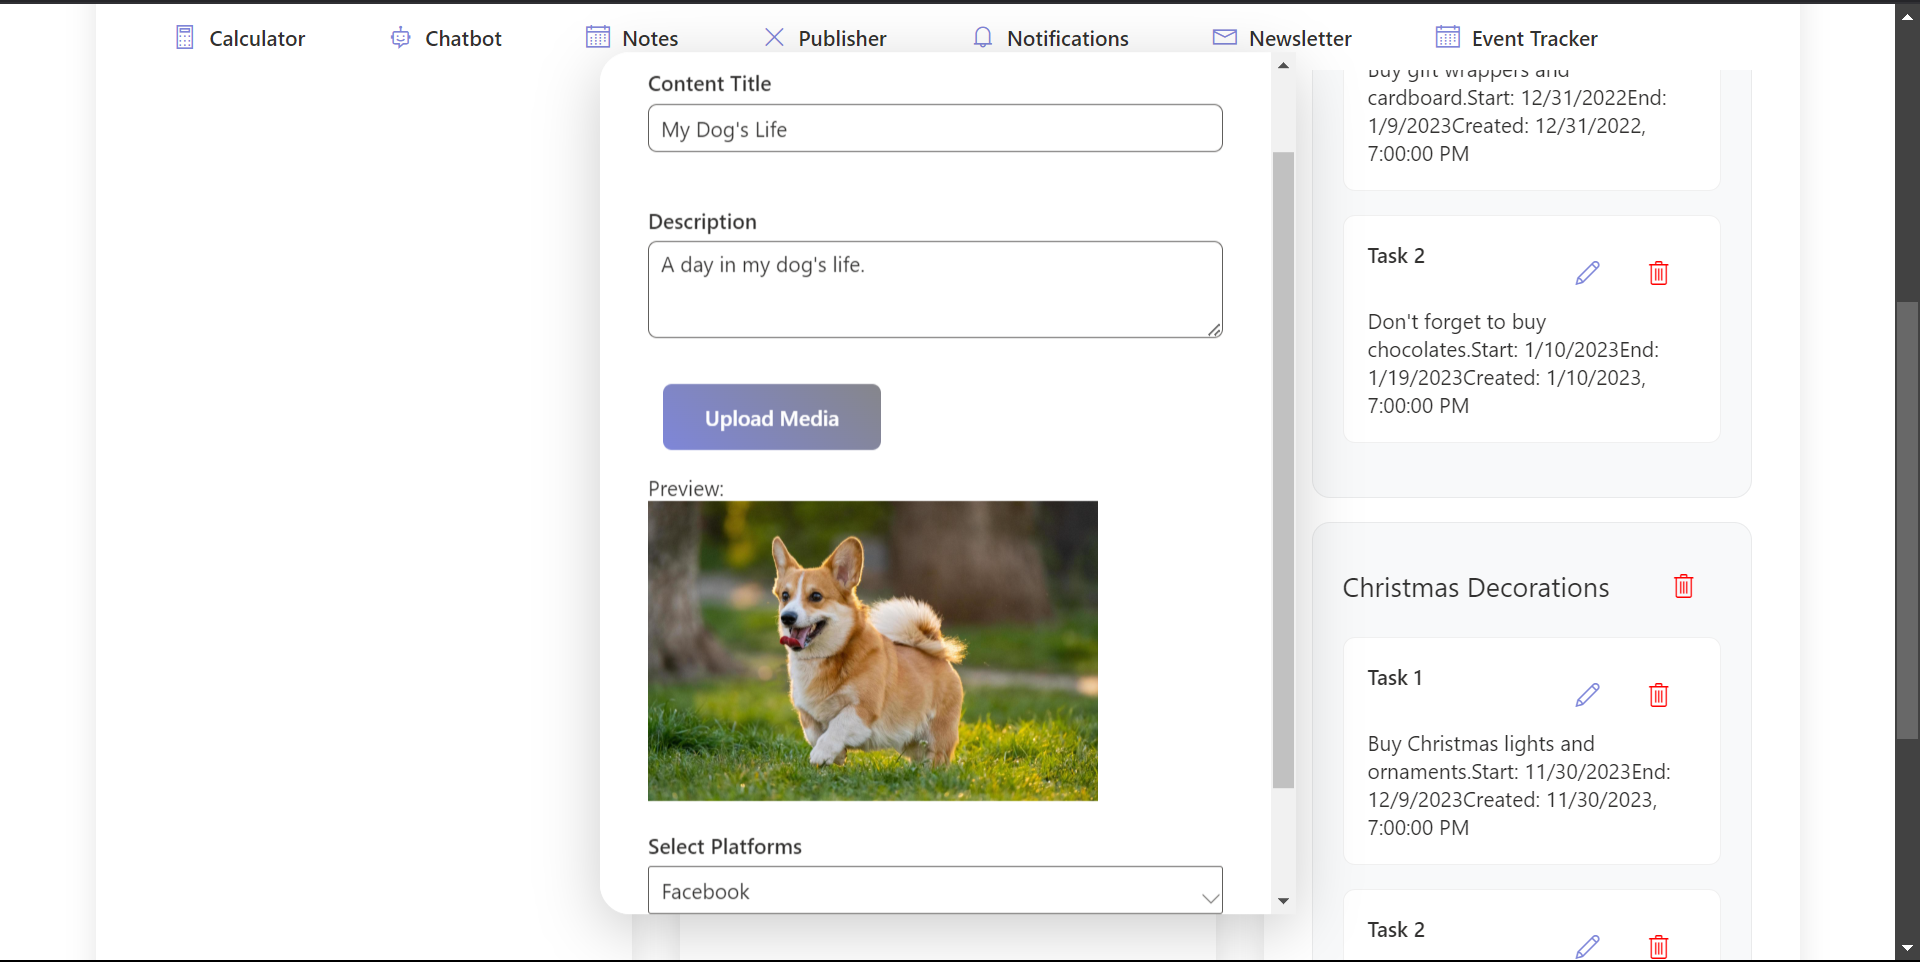 Calculator
Chatbot
Notes
Publisher
Notifications
Newsletter
Event Tracker
Content Title
My Dog's Life
Description
A day in my dog's life.
Upload Media
Preview:
Select Platforms
Facebook
Buy gift wrappers and
cardboard.Start: 12/31/2022End:
1/9/2023Created: 12/31/2022,
7:00:00 PM
Task 2
Don't forget to buy
chocolates.Start: 1/10/2023End:
1/19/2023Created: 1/10/2023,
7:00:00 PM
Christmas Decorations
Task 1
Buy Christmas lights and
ornaments.Start: 11/30/2023End:
12/9/2023Created: 11/30/2023,
7:00:00 PM
Task 2